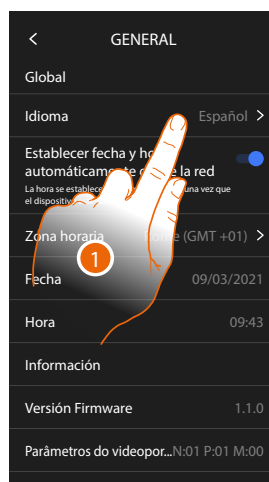 GENERAL
Global
Idioma Español
Establecer fecha y ho
automáticamente de la red
La hora se establece una vez que
el dispositiv
Zona horaria (GMT +01)
1
Fecha 09/03/2021
Hora 09:43
Información
Versión Firmware 1.1.0
Parâmetros do videopor...N:01 P:01 M:00